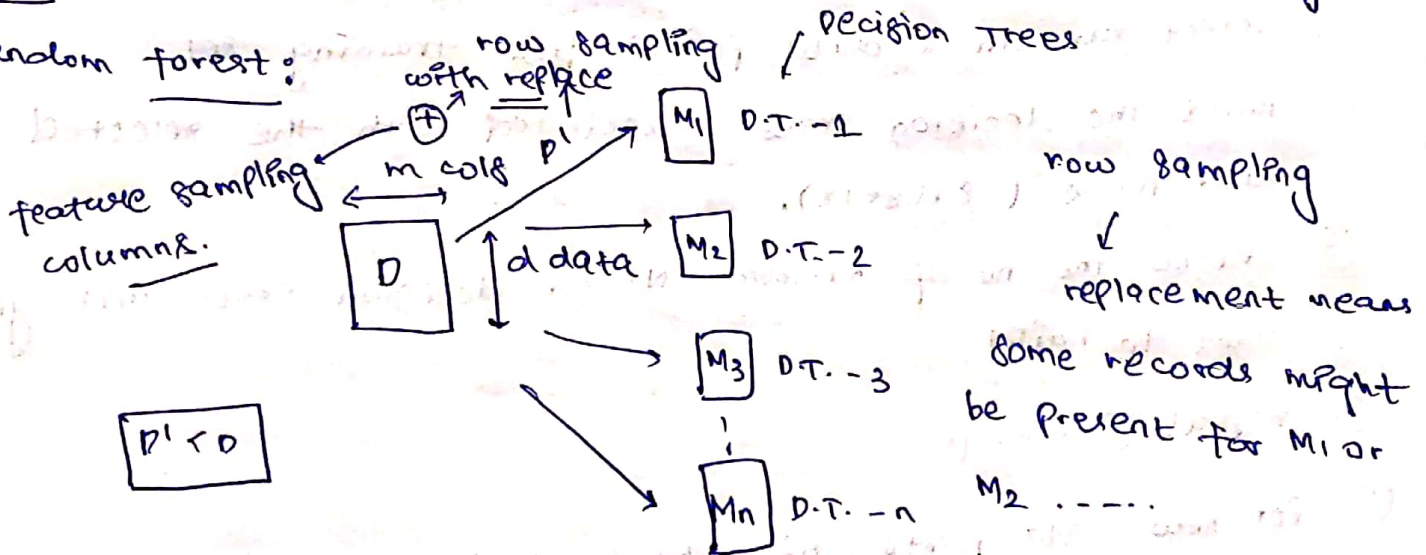 forest:
row sampling
with replace
Decision Trees
+
feature sampling
columns.
m cols
D'
M1 D.T.-1
D
d data
M2 D.T.-2
M3 D.T.-3
Mn D.T.-n
D' < D
row sampling
replacement means
some records might
be present for M1 or
M2 .....